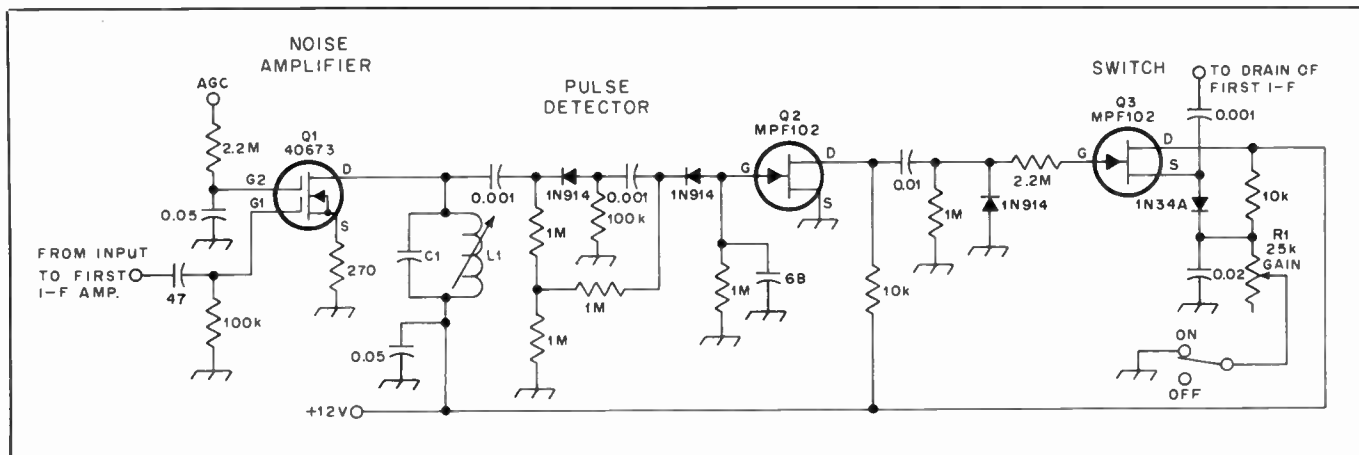 NOISE
AMPLIFIER
AGC
2.2M
Q1
40673
G2
G1
D
S
0.05
FROM INPUT
TO FIRST
I-F AMP.
47
100k
270
C1
L1
0.05
+12V
PULSE
DETECTOR
0.001
1N914
0.001
1N914
100k
1M
1M
1M
1M
68
Q2
MPF102
G
D
S
10k
0.01
1M
1N914
2.2M
SWITCH
Q3
MPF102
G
D
S
TO DRAIN OF
FIRST I-F
0.001
1N34A
10k
R1
25k
GAIN
0.02
ON
OFF